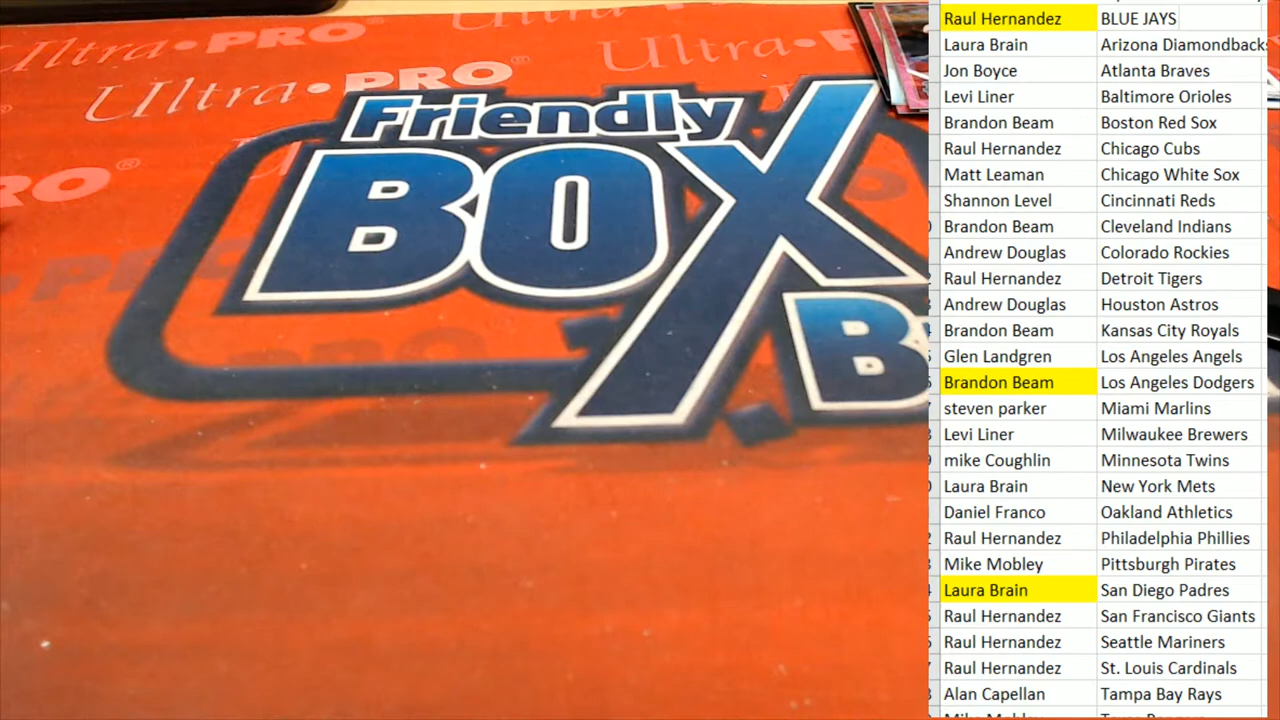 Ultra•PRO®
Ultra•PRO®
Ultra•P
PRO®
Friendly
BOX
B
Raul Hernandez BLUE JAYS
Laura Brain Arizona Diamondbacks
Jon Boyce Atlanta Braves
Levi Liner Baltimore Orioles
Brandon Beam Boston Red Sox
Raul Hernandez Chicago Cubs
Matt Leaman Chicago White Sox
Shannon Level Cincinnati Reds
Brandon Beam Cleveland Indians
Andrew Douglas Colorado Rockies
Raul Hernandez Detroit Tigers
Andrew Douglas Houston Astros
Brandon Beam Kansas City Royals
Glen Landgren Los Angeles Angels
Brandon Beam Los Angeles Dodgers
steven parker Miami Marlins
Levi Liner Milwaukee Brewers
mike Coughlin Minnesota Twins
Laura Brain New York Mets
Daniel Franco Oakland Athletics
Raul Hernandez Philadelphia Phillies
Mike Mobley Pittsburgh Pirates
Laura Brain San Diego Padres
Raul Hernandez San Francisco Giants
Raul Hernandez Seattle Mariners
Raul Hernandez St. Louis Cardinals
Alan Capellan Tampa Bay Rays